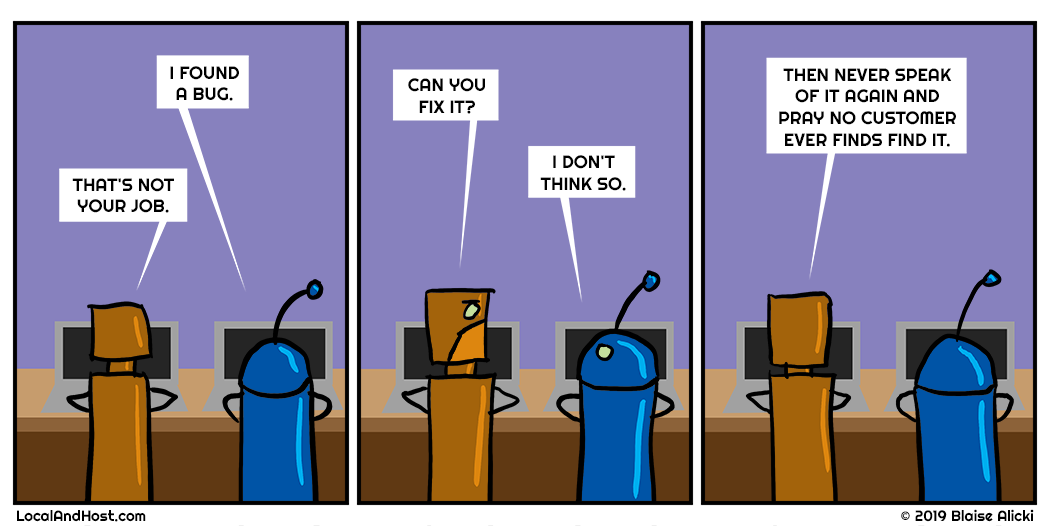 I FOUND
A BUG.
THAT'S NOT
YOUR JOB.
CAN YOU
FIX IT?
I DON'T
THINK SO.
THEN NEVER SPEAK
OF IT AGAIN AND
PRAY NO CUSTOMER
EVER FINDS FIND IT.
LocalAndHost.com
© 2019 Blaise Alicki